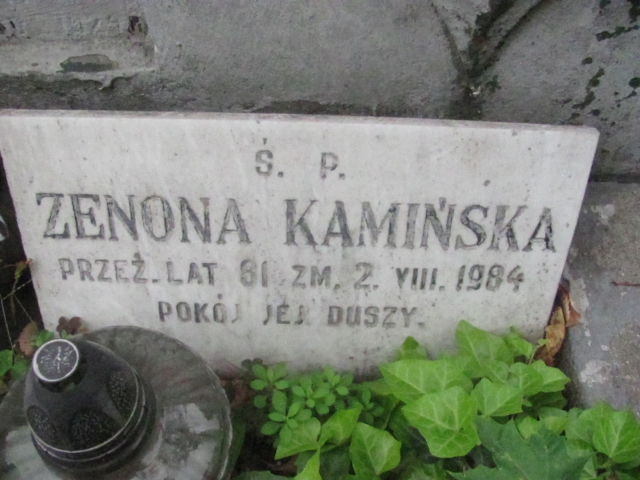 Ś. P.
ZENONA KAMIŃSKA
PRZEŻ. LAT 81 ZM. 2. VIII. 1984
POKÓJ JEJ DUSZY.